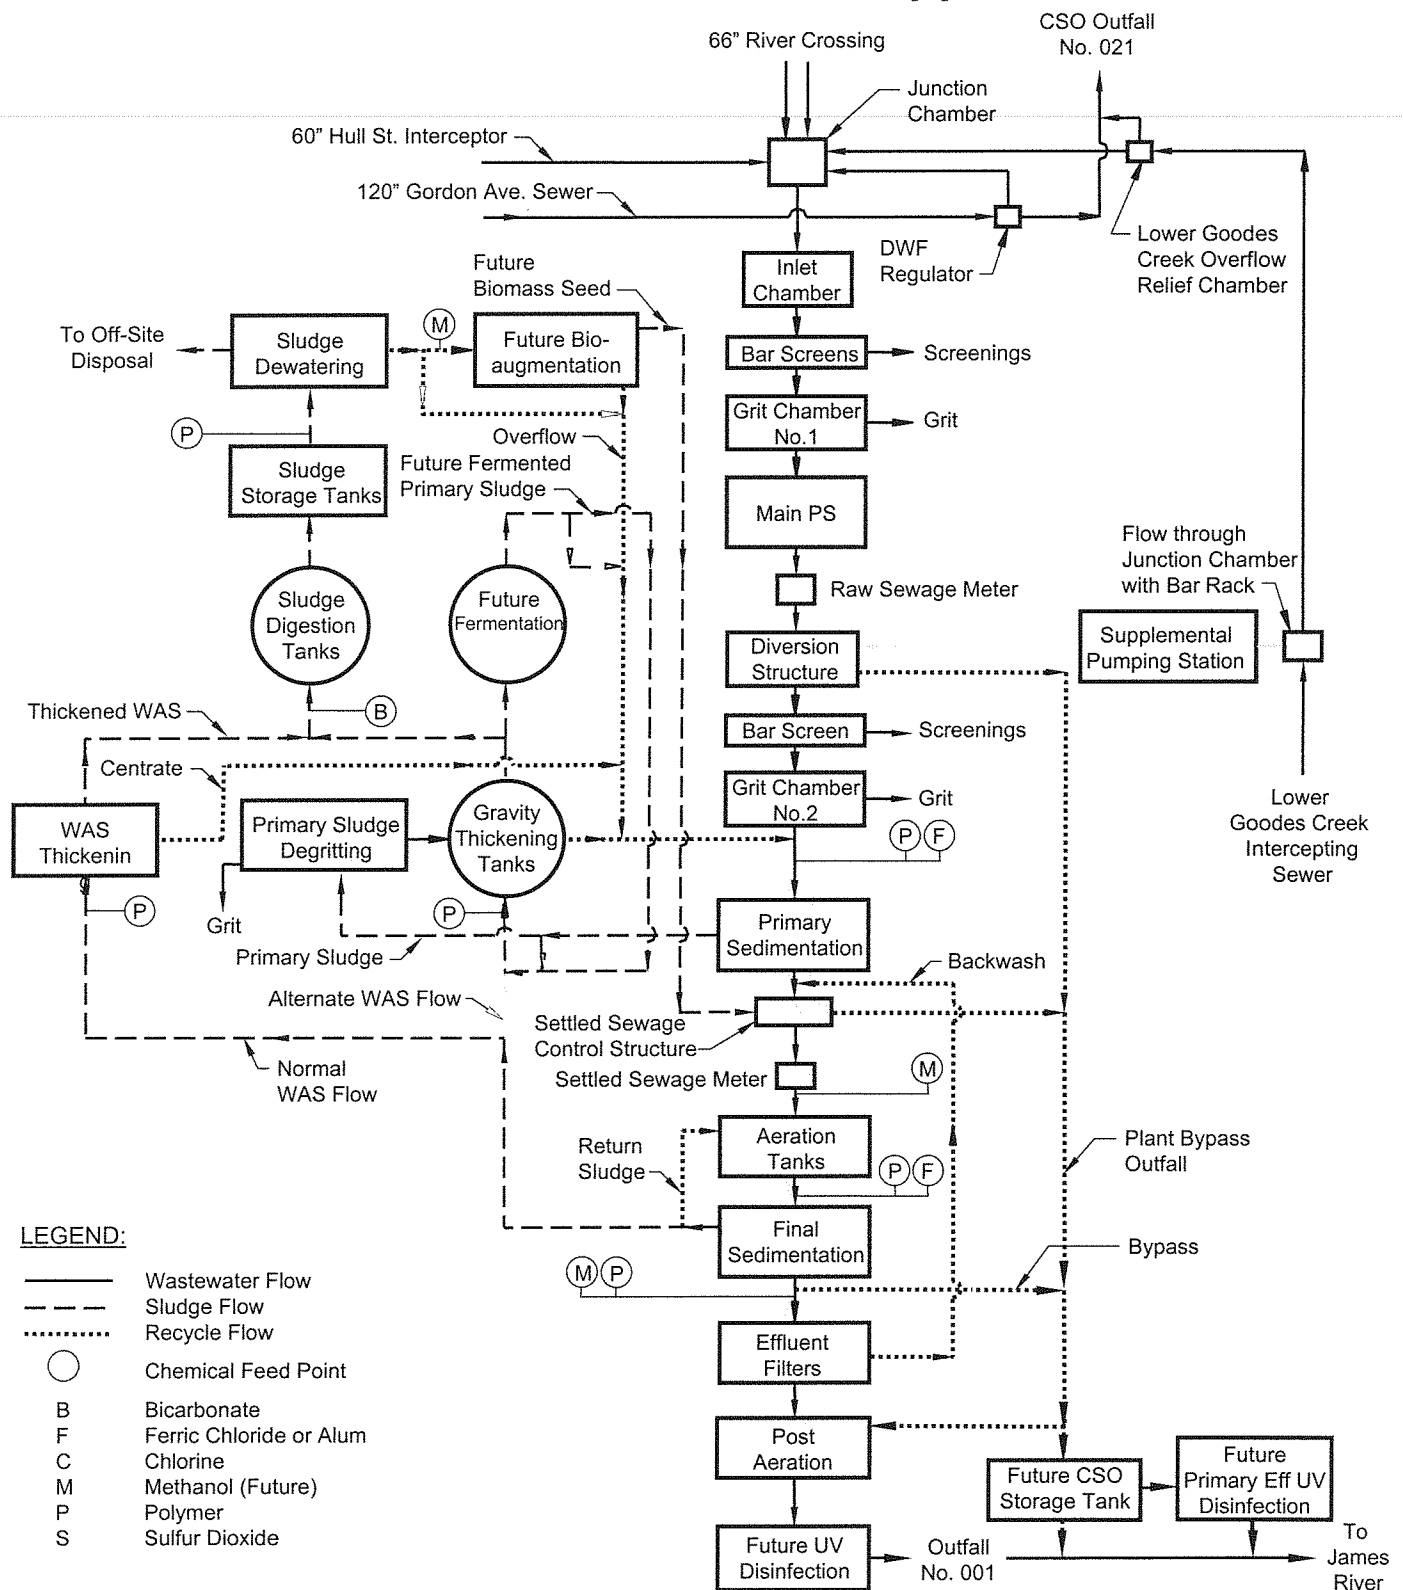 CSO Outfall
No. 021
66" River Crossing
Junction
Chamber
60" Hull St. Interceptor
120" Gordon Ave. Sewer
DWF
Regulator
Lower Goodes
Creek Overflow
Relief Chamber
Future
Biomass Seed
Inlet
Chamber
To Off-Site
Disposal
Sludge
Dewatering
M
Future Bio-
augmentation
Bar Screens
Screenings
Grit Chamber
No.1
Grit
P
Overflow
Sludge
Storage Tanks
Future Fermented
Primary Sludge
Main PS
Flow through
Junction Chamber
with Bar Rack
Raw Sewage Meter
Sludge
Digestion
Tanks
Future
Fermentation
Diversion
Structure
Supplemental
Pumping Station
Thickened WAS
B
Bar Screen
Screenings
Centrate
Grit Chamber
No.2
Grit
Lower
Goodes Creek
Intercepting
Sewer
WAS
Thickenin
g
Primary Sludge
Degritting
Gravity
Thickening
Tanks
P
F
P
Grit
P
Primary Sludge
Primary
Sedimentation
Backwash
Alternate WAS Flow
Settled Sewage
Control Structure
Normal
WAS Flow
Settled Sewage Meter
M
Aeration
Tanks
Return
Sludge
P
F
Plant Bypass
Outfall
Final
Sedimentation
Bypass
M
P
Effluent
Filters
Post
Aeration
Future CSO
Storage Tank
Future
Primary Eff UV
Disinfection
Future UV
Disinfection
Outfall
No. 001
To
James
River
LEGEND:
Wastewater Flow
Sludge Flow
Recycle Flow
Chemical Feed Point
B Bicarbonate
F Ferric Chloride or Alum
C Chlorine
M Methanol (Future)
P Polymer
S Sulfur Dioxide